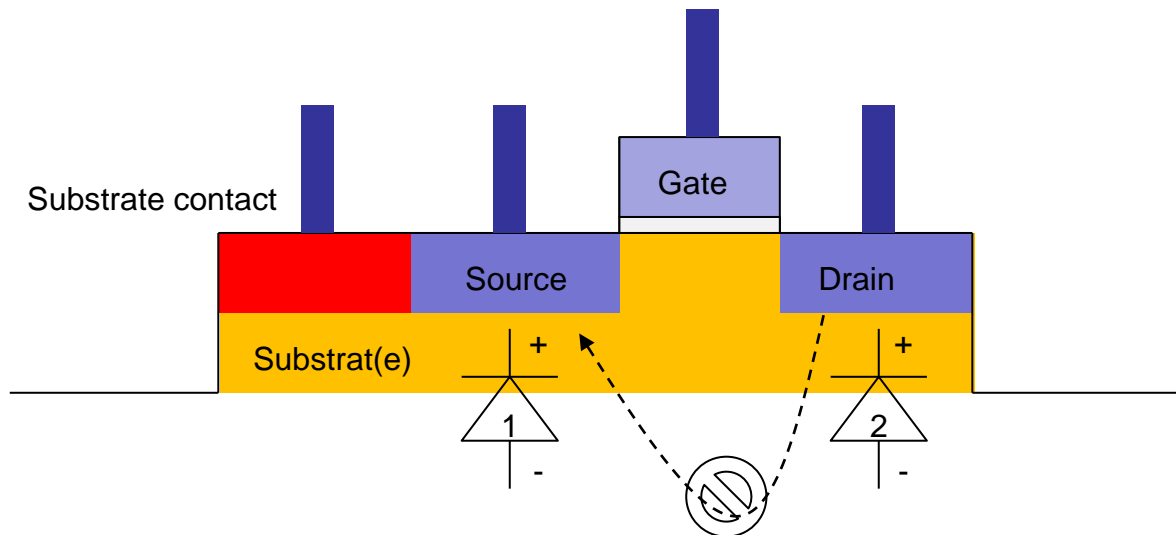 Gate
Substrate contact
Source
Drain
Substrat(e)
+
+
1
2
-
-